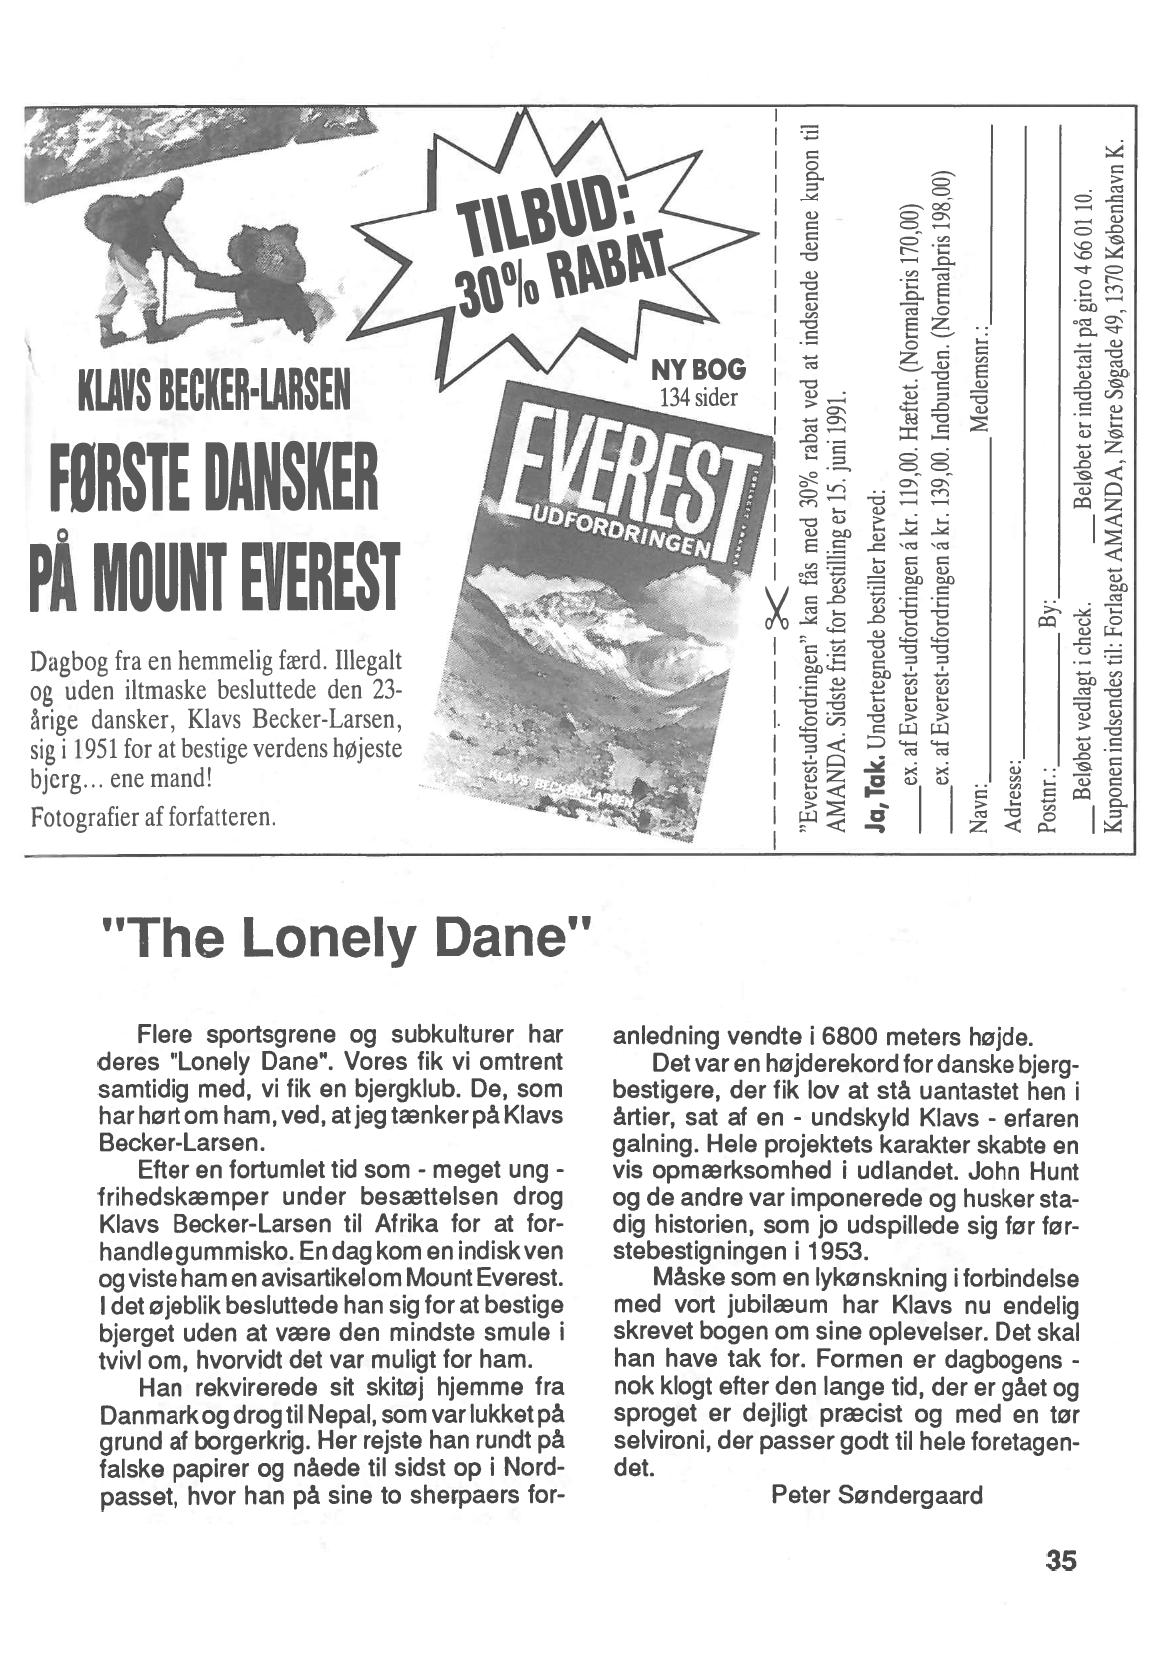 TILBUD:
30% RABAT
NY BOG
134 sider
KLAVS BECKER-LARSEN
FØRSTE DANSKER
PÅ MOUNT EVEREST
Dagbog fra en hemmelig færd. Illegalt
og uden iltmaske besluttede den 23-
årige dansker, Klavs Becker-Larsen,
sig i 1951 for at bestige verdens højeste
bjerg... ene mand!
Fotografier af forfatteren.
EVEREST
UDFORDRINGEN
KLAVS BECKER-LARSEN
"Everest-udfordringen" kan fås med 30% rabat ved at indsende denne kupon til
AMANDA. Sidste frist for bestilling er 15. juni 1991.
Ja, Tak. Undertegnede bestiller herved:
___ ex. af Everest-udfordringen á kr. 119,00. Hæftet. (Normalpris 170,00)
___ ex. af Everest-udfordringen á kr. 139,00. Indbunden. (Normalpris 198,00)
Navn: Medlemsnr.:
Adresse:
Postnr.: By:
___ Beløbet vedlagt i check. ___ Beløbet er indbetalt på giro 4 66 01 10.
Kuponen indsendes til: Forlaget AMANDA, Nørre Søgade 49, 1370 København K.
"The Lonely Dane"
Flere sportsgrene og subkulturer har
deres "Lonely Dane". Vores fik vi omtrent
samtidig med, vi fik en bjergklub. De, som
har hørt om ham, ved, at jeg tænker på Klavs
Becker-Larsen.
Efter en fortumlet tid som - meget ung -
frihedskæmper under besættelsen drog
Klavs Becker-Larsen til Afrika for at for-
handle gummisko. En dag kom en indisk ven
og viste ham en avisartikel om Mount Everest.
I det øjeblik besluttede han sig for at bestige
bjerget uden at være den mindste smule i
tvivl om, hvorvidt det var muligt for ham.
Han rekvirerede sit skitøj hjemme fra
Danmark og drog til Nepal, som var lukket på
grund af borgerkrig. Her rejste han rundt på
falske papirer og nåede til sidst op i Nord-
passet, hvor han på sine to sherpaers for-
anledning vendte i 6800 meters højde.
Det var en højderekord for danske bjerg-
bestigere, der fik lov at stå uantastet hen i
årtier, sat af en - undskyld Klavs - erfaren
galning. Hele projektets karakter skabte en
vis opmærksomhed i udlandet. John Hunt
og de andre var imponerede og husker sta-
dig historien, som jo udspillede sig før før-
stebestigningen i 1953.
Måske som en lykønskning i forbindelse
med vort jubilæum har Klavs nu endelig
skrevet bogen om sine oplevelser. Det skal
han have tak for. Formen er dagbogens -
nok klogt efter den lange tid, der er gået og
sproget er dejligt præcist og med en tør
selvironi, der passer godt til hele foretagen-
det.
Peter Søndergaard
35